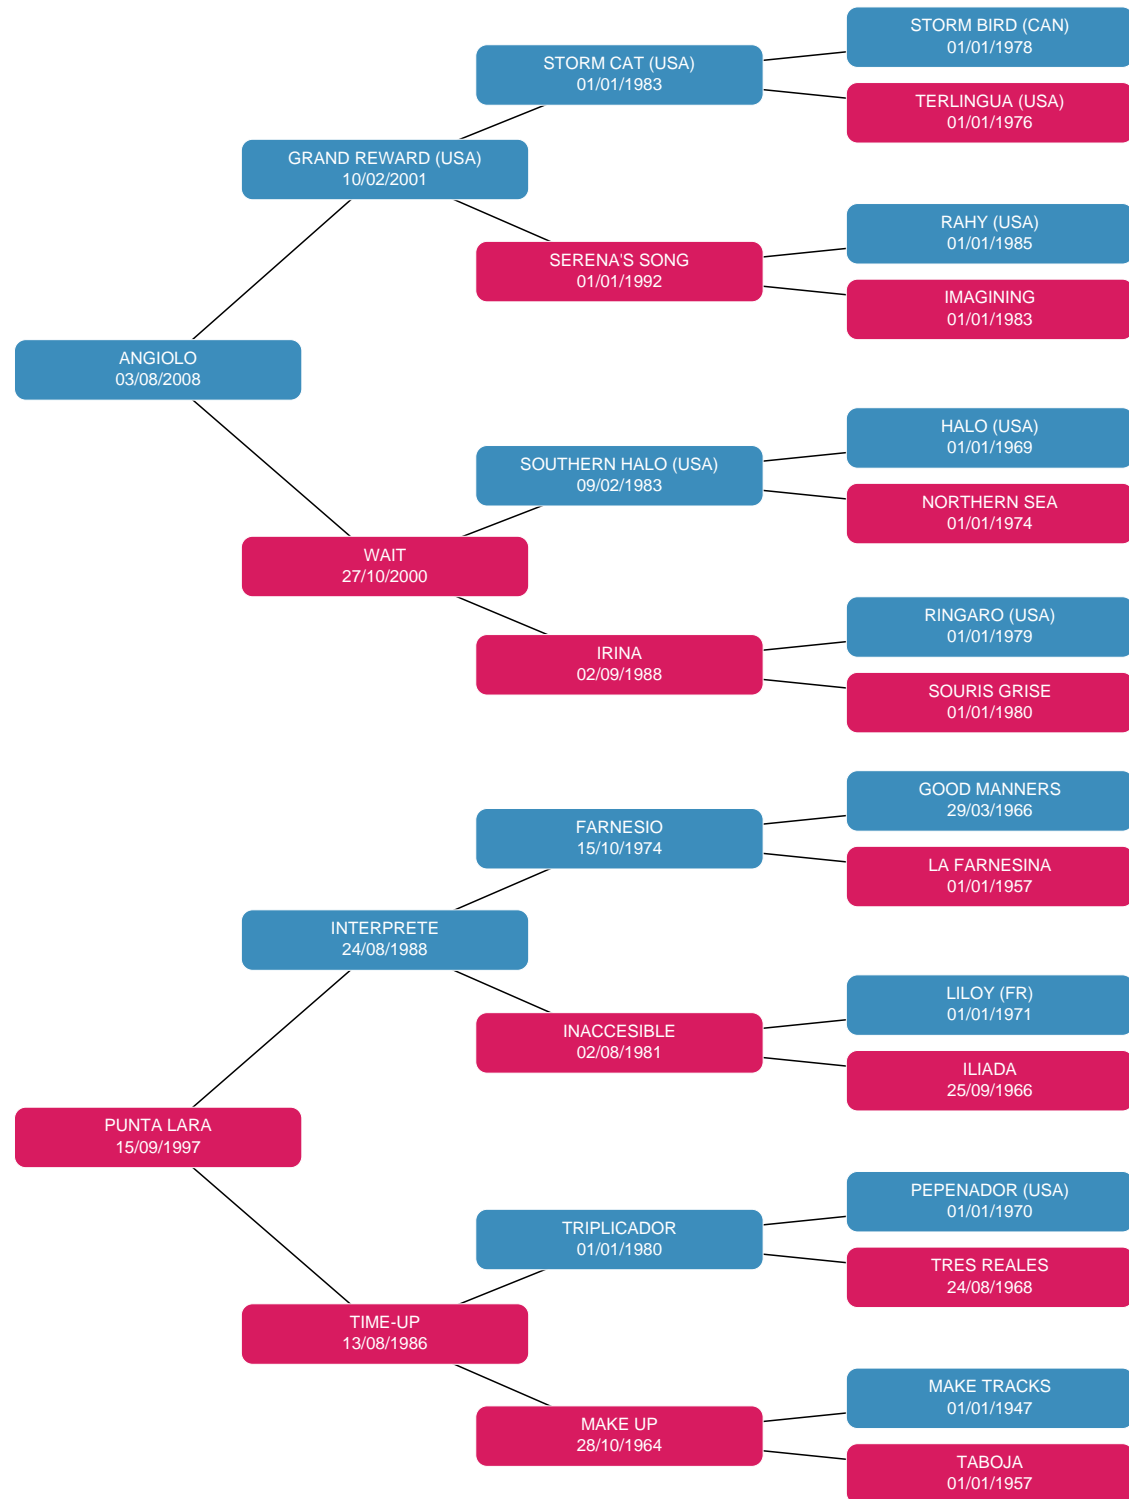 STORM BIRD (CAN)
01/01/1978
STORM CAT (USA)
01/01/1983
TERLINGUA (USA)
01/01/1976
GRAND REWARD (USA)
10/02/2001
RAHY (USA)
01/01/1985
SERENA'S SONG
01/01/1992
IMAGINING
01/01/1983
ANGIOLO
03/08/2008
HALO (USA)
01/01/1969
SOUTHERN HALO (USA)
09/02/1983
NORTHERN SEA
01/01/1974
WAIT
27/10/2000
RINGARO (USA)
01/01/1979
IRINA
02/09/1988
SOURIS GRISE
01/01/1980
GOOD MANNERS
29/03/1966
FARNESIO
15/10/1974
LA FARNESINA
01/01/1957
INTERPRETE
24/08/1988
LILOY (FR)
01/01/1971
INACCESIBLE
02/08/1981
ILIADA
25/09/1966
PUNTA LARA
15/09/1997
PEPENADOR (USA)
01/01/1970
TRIPLICADOR
01/01/1980
TRES REALES
24/08/1968
TIME-UP
13/08/1986
MAKE TRACKS
01/01/1947
MAKE UP
28/10/1964
TABOJA
01/01/1957